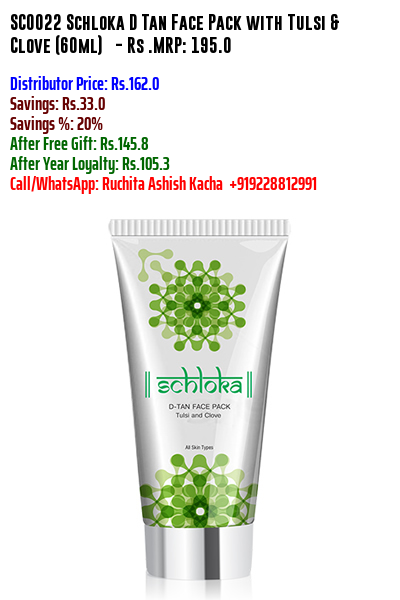 SC0022 Schloka D Tan Face Pack with Tulsi &
Clove (60ml) - Rs .MRP: 195.0
Distributor Price: Rs.162.0
Savings: Rs.33.0
Savings %: 20%
After Free Gift: Rs.145.8
After Year Loyalty: Rs.105.3
Call/WhatsApp: Ruchita Ashish Kacha +919228812991
schloka
D-TAN FACE PACK
Tulsi and Clove
All Skin Types